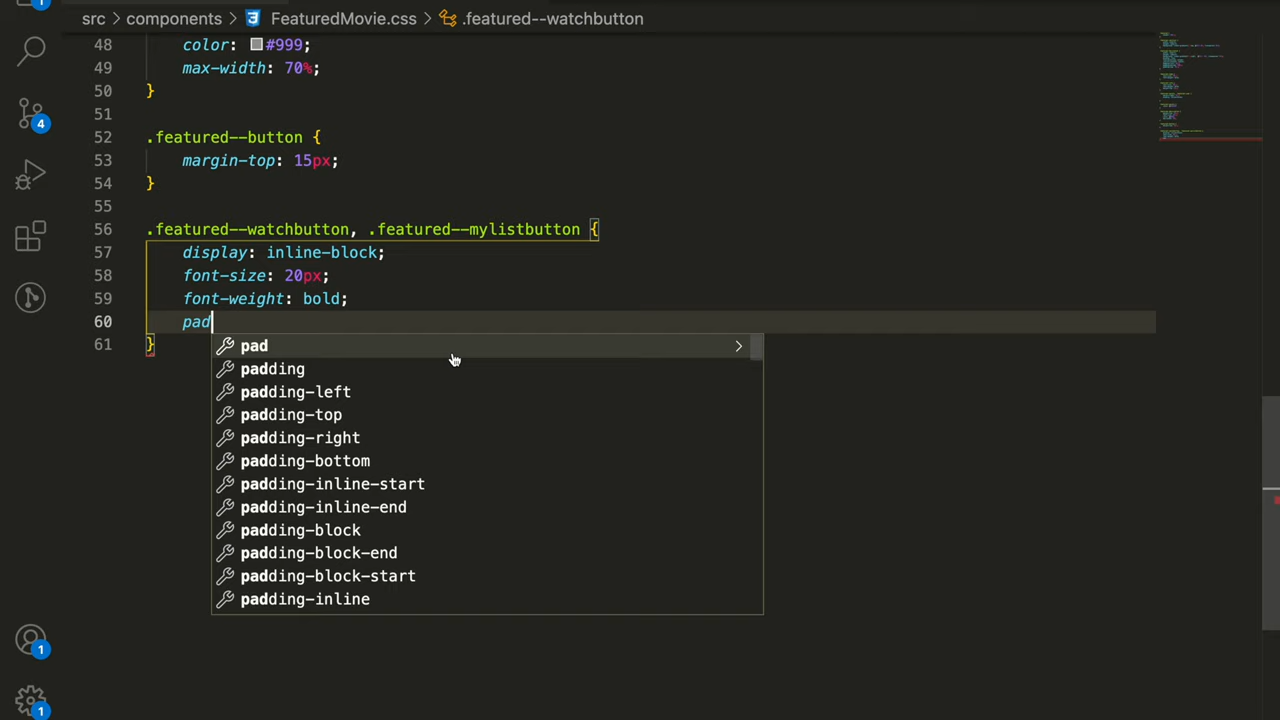 1
src > components > FeaturedMovie.css > .featured--watchbutton
48 color: #999;
49 max-width: 70%;
50 }
51
4
52 .featured--button {
53 margin-top: 15px;
54 }
55
56 .featured--watchbutton, .featured--mylistbutton {
57 display: inline-block;
58 font-size: 20px;
59 font-weight: bold;
60 pad
61 }
pad
padding
padding-left
padding-top
padding-right
padding-bottom
padding-inline-start
padding-inline-end
padding-block
padding-block-end
padding-block-start
padding-inline
1
1